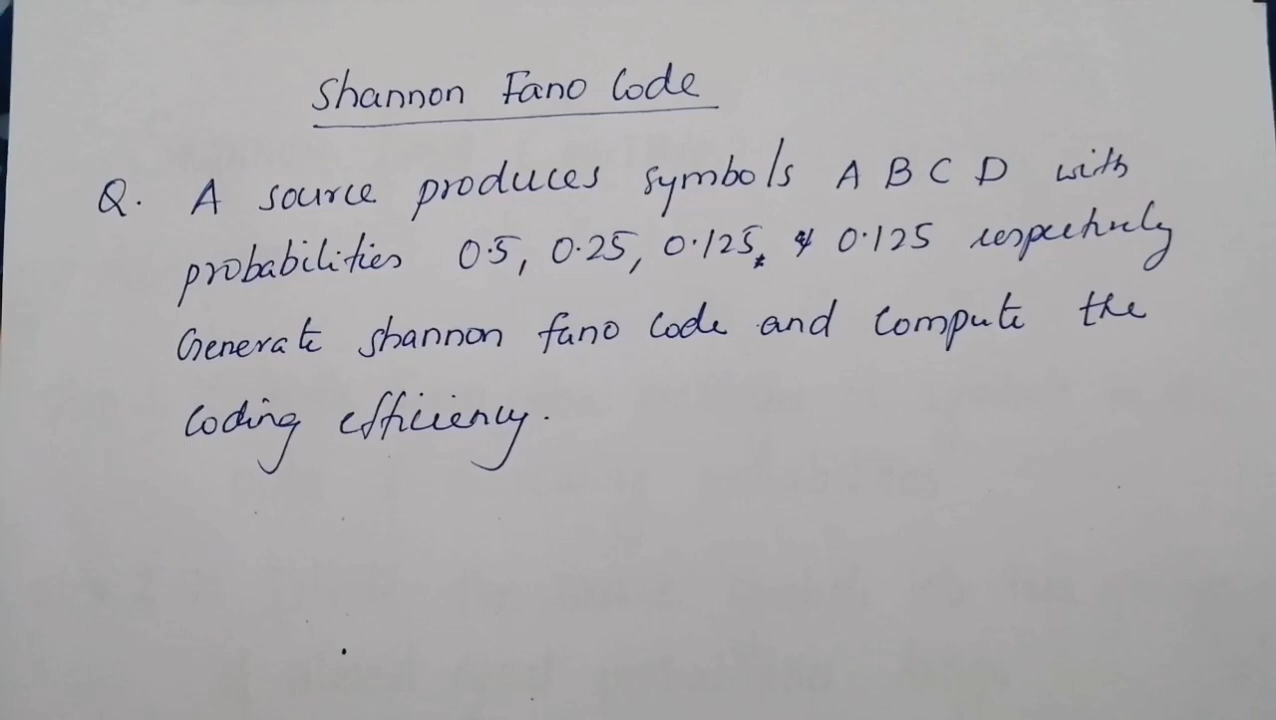 Shannon Fano Code
Q. A source produces symbols A B C D with
probabilities 0.5, 0.25, 0.125, & 0.125 respectively
Generate shannon fano code and compute the
coding efficiency.